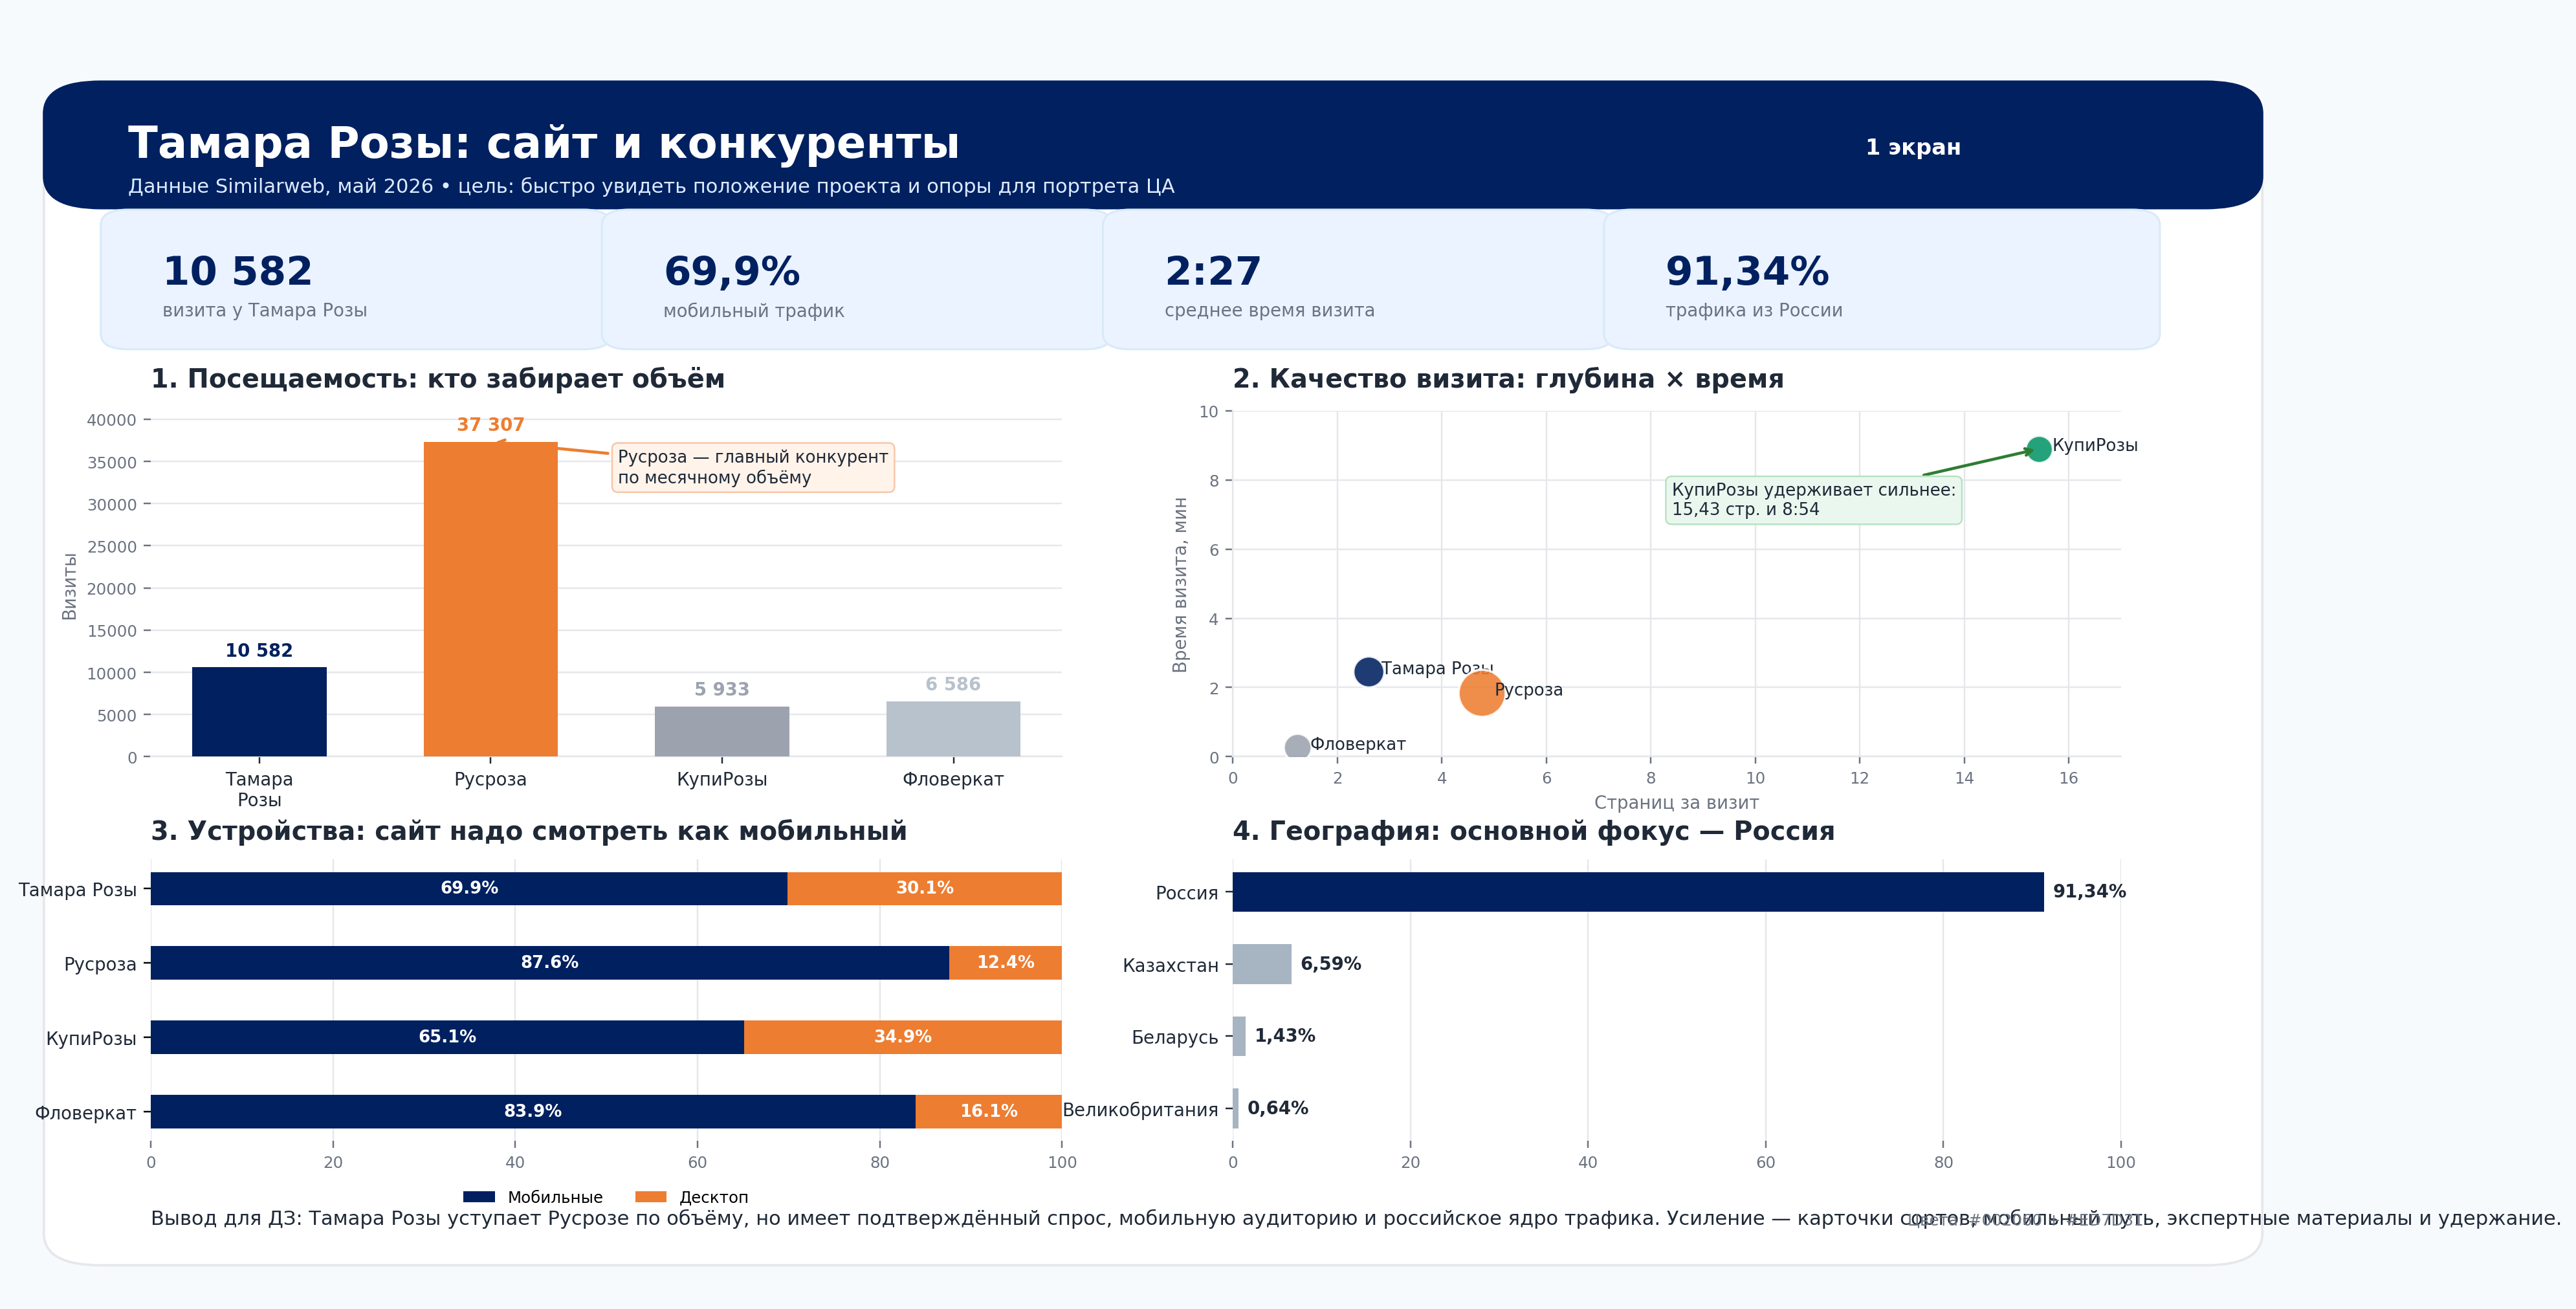 Тамара Розы: сайт и конкуренты
1 экран
Данные Similarweb, май 2026 • цель: быстро увидеть положение проекта и опоры для портрета ЦА
10 582
визита у Тамара Розы
69,9%
мобильный трафик
2:27
среднее время визита
91,34%
трафика из России
1. Посещаемость: кто забирает объём
Визиты
40000
35000
30000
25000
20000
15000
10000
5000
0
10 582
37 307
5 933
6 586
Русроза — главный конкурент
по месячному объёму
Тамара
Розы
Русроза
КупиРозы
Фловеркат
2. Качество визита: глубина × время
Время визита, мин
10
8
6
4
2
0
КупиРозы
КупиРозы удерживает сильнее:
15,43 стр. и 8:54
Тамара Розы
Русроза
Фловеркат
0 2 4 6 8 10 12 14 16
Страниц за визит
3. Устройства: сайт надо смотреть как мобильный
Тамара Розы 69.9% 30.1%
Русроза 87.6% 12.4%
КупиРозы 65.1% 34.9%
Фловеркат 83.9% 16.1%
0 20 40 60 80 100
Мобильные Десктоп
4. География: основной фокус — Россия
Россия 91,34%
Казахстан 6,59%
Беларусь 1,43%
Великобритания 0,64%
0 20 40 60 80 100
Вывод для ДЗ: Тамара Розы уступает Русрозе по объёму, но имеет подтверждённый спрос, мобильную аудиторию и российское ядро трафика. Усиление — карточки сортов, мобильный путь, экспертные материалы и удержание.